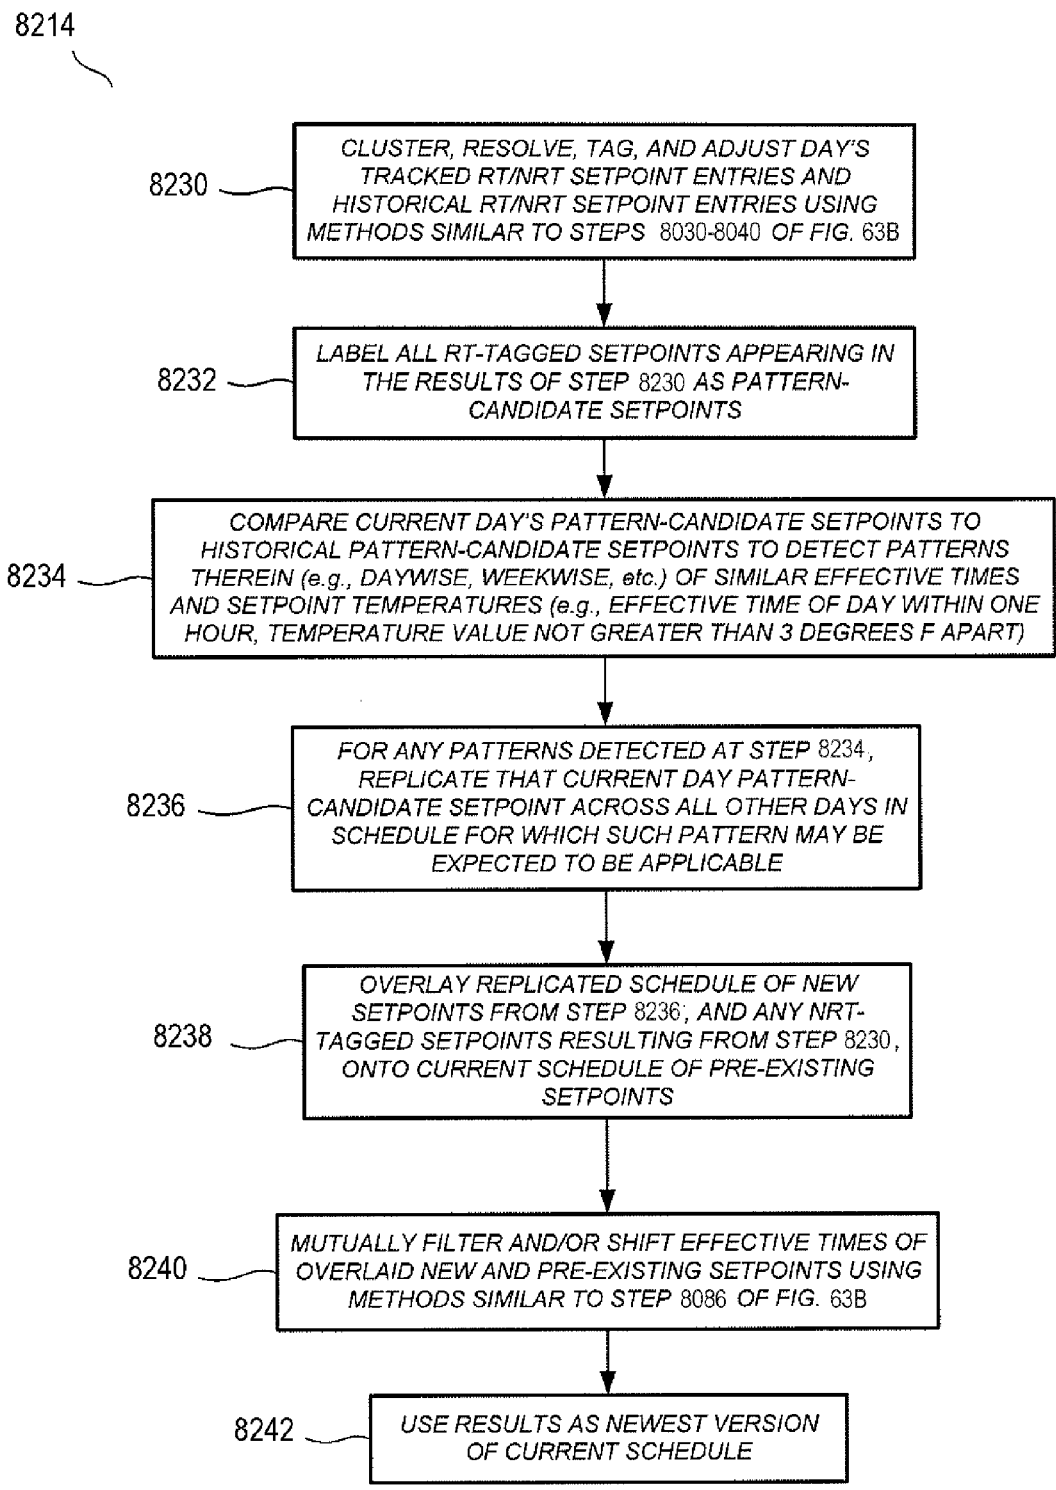 8214
8230
CLUSTER, RESOLVE, TAG, AND ADJUST DAY'S
TRACKED RT/NRT SETPOINT ENTRIES AND
HISTORICAL RT/NRT SETPOINT ENTRIES USING
METHODS SIMILAR TO STEPS 8030-8040 OF FIG. 63B
8232
LABEL ALL RT-TAGGED SETPOINTS APPEARING IN
THE RESULTS OF STEP 8230 AS PATTERN-
CANDIDATE SETPOINTS
8234
COMPARE CURRENT DAY'S PATTERN-CANDIDATE SETPOINTS TO
HISTORICAL PATTERN-CANDIDATE SETPOINTS TO DETECT PATTERNS
THEREIN (e.g., DAYWISE, WEEKWISE, etc.) OF SIMILAR EFFECTIVE TIMES
AND SETPOINT TEMPERATURES (e.g., EFFECTIVE TIME OF DAY WITHIN ONE
HOUR, TEMPERATURE VALUE NOT GREATER THAN 3 DEGREES F APART)
8236
FOR ANY PATTERNS DETECTED AT STEP 8234,
REPLICATE THAT CURRENT DAY PATTERN-
CANDIDATE SETPOINT ACROSS ALL OTHER DAYS IN
SCHEDULE FOR WHICH SUCH PATTERN MAY BE
EXPECTED TO BE APPLICABLE
8238
OVERLAY REPLICATED SCHEDULE OF NEW
SETPOINTS FROM STEP 8236, AND ANY NRT-
TAGGED SETPOINTS RESULTING FROM STEP 8230,
ONTO CURRENT SCHEDULE OF PRE-EXISTING
SETPOINTS
8240
MUTUALLY FILTER AND/OR SHIFT EFFECTIVE TIMES OF
OVERLAID NEW AND PRE-EXISTING SETPOINTS USING
METHODS SIMILAR TO STEP 8086 OF FIG. 63B
8242
USE RESULTS AS NEWEST VERSION
OF CURRENT SCHEDULE